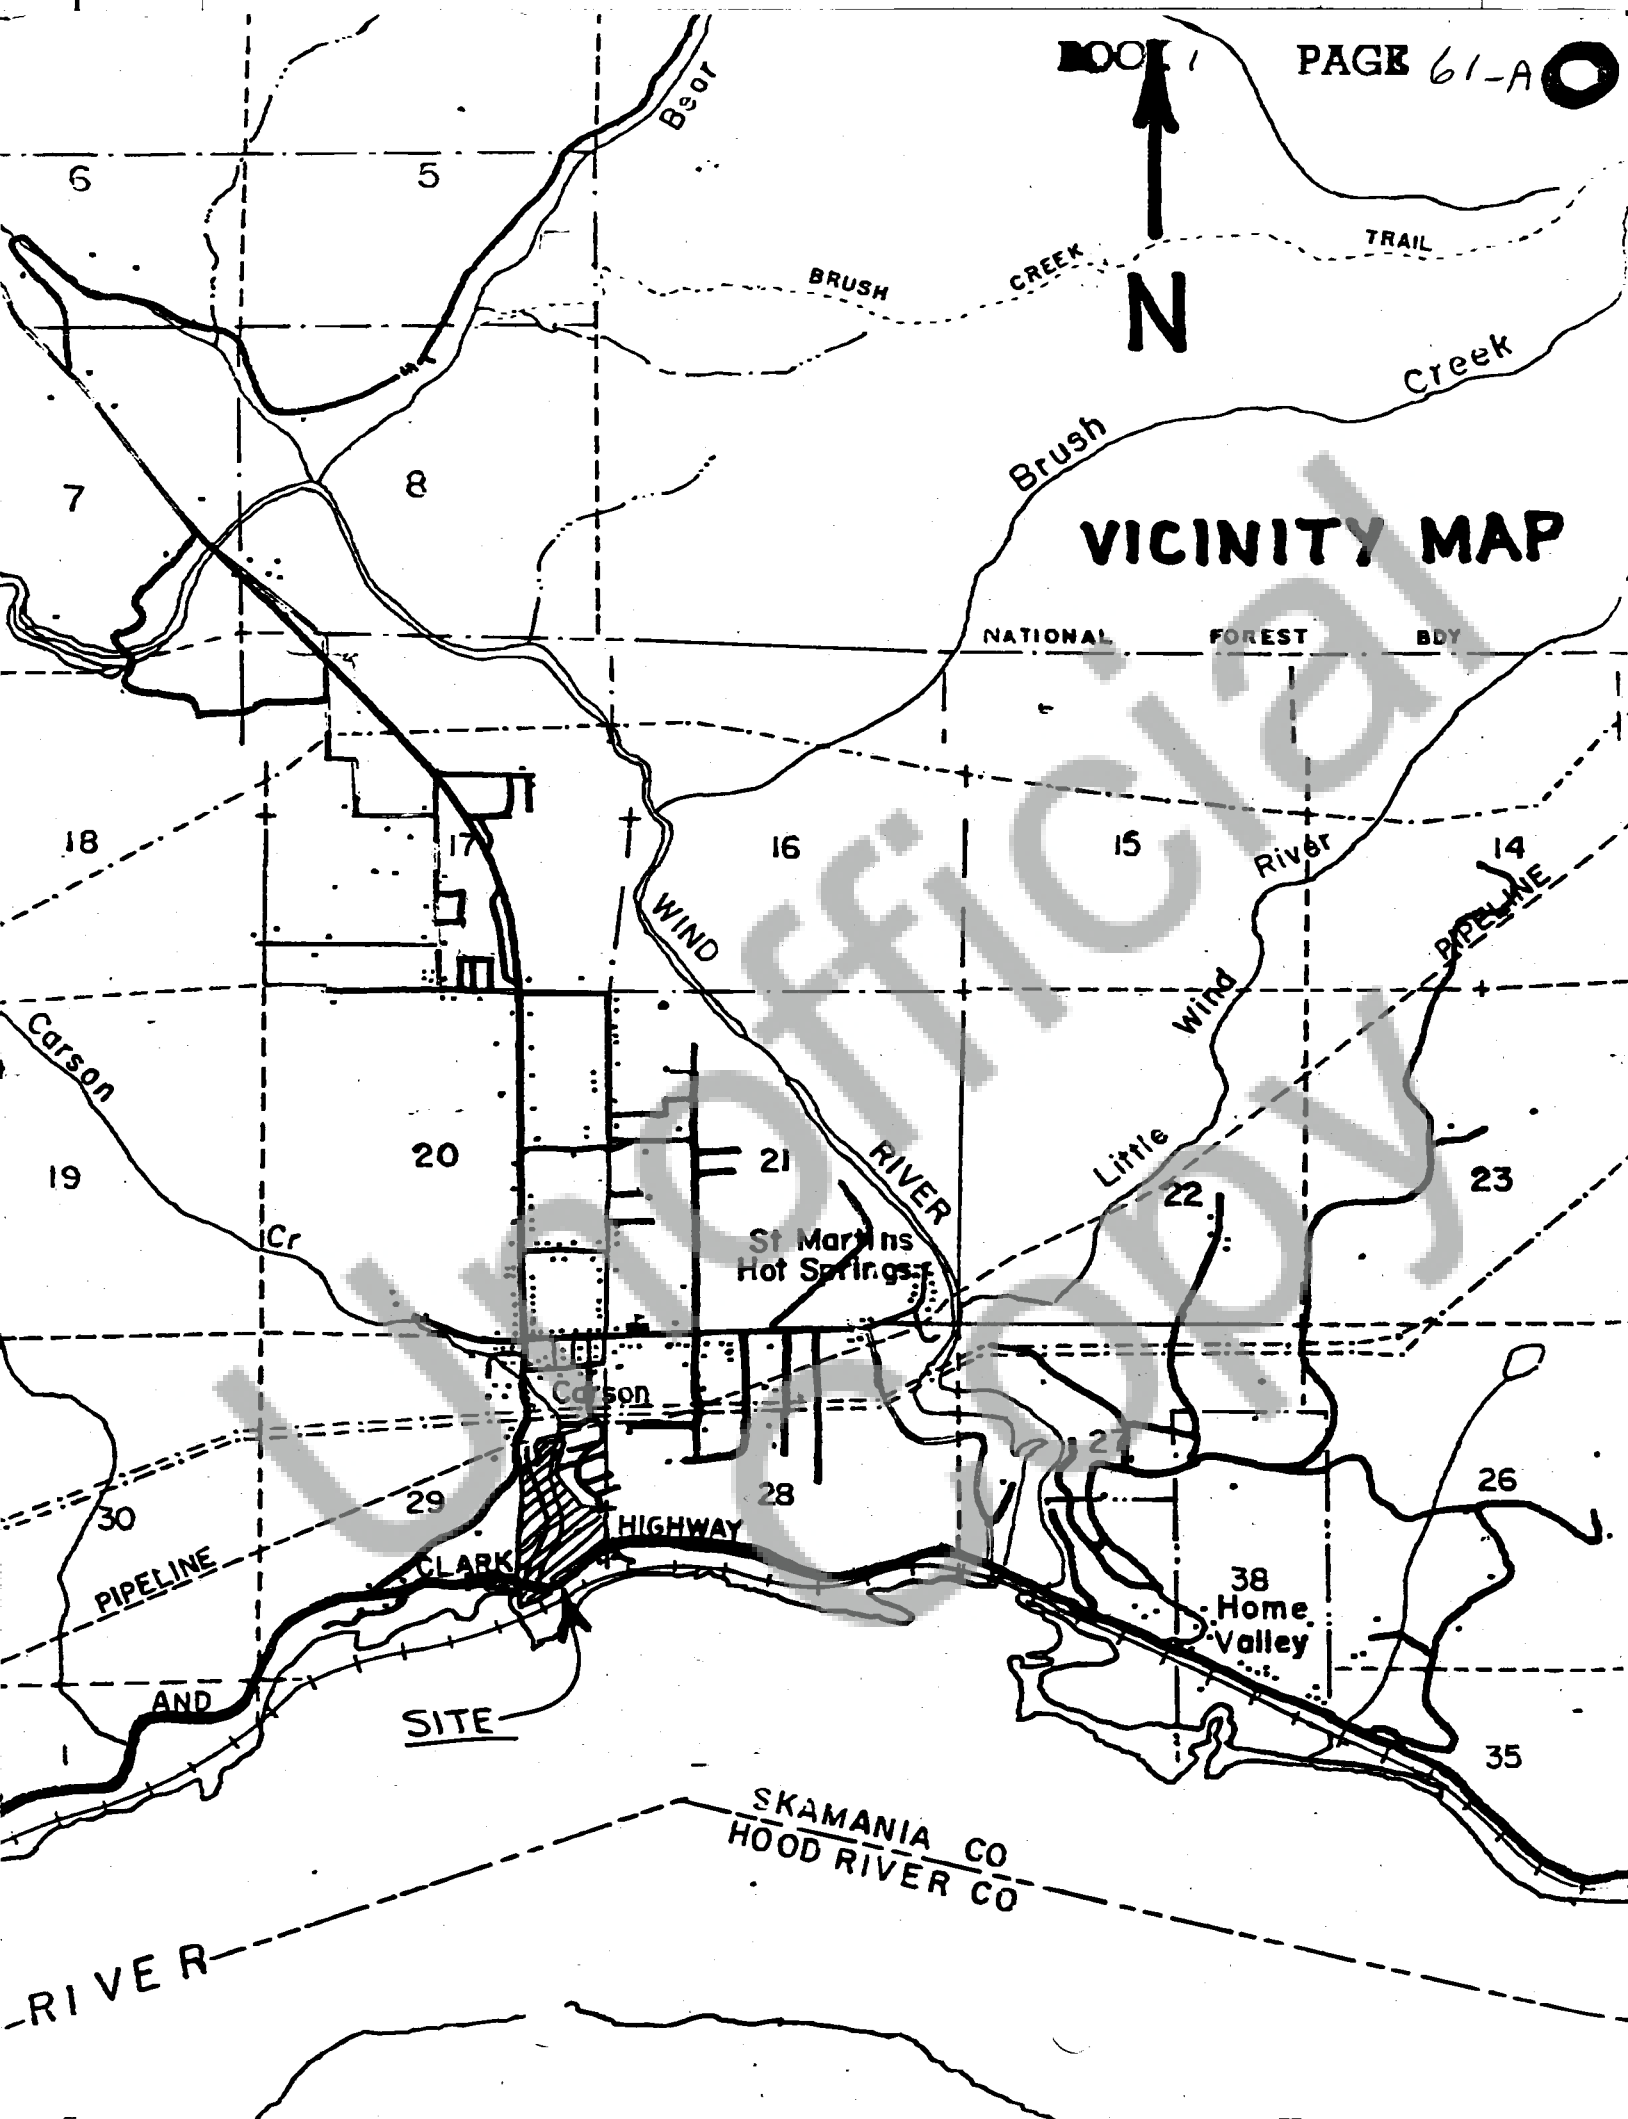 BOOK 1 PAGE 61-A
Bear
6
5
BRUSH CREEK TRAIL
N
Brush Creek
7
8
VICINITY MAP
NATIONAL FOREST BDY
18
17
16
15
14
River
WIND
PIPELINE
Wind
Carson
20
21
RIVER
Little
22
23
19
Cr
St Martins
Hot Springs
Carson
27
30
29
28
26
HIGHWAY
CLARK
PIPELINE
38
Home
Valley
AND
SITE
1
35
SKAMANIA CO
HOOD RIVER CO
RIVER
Unofficial
Copy